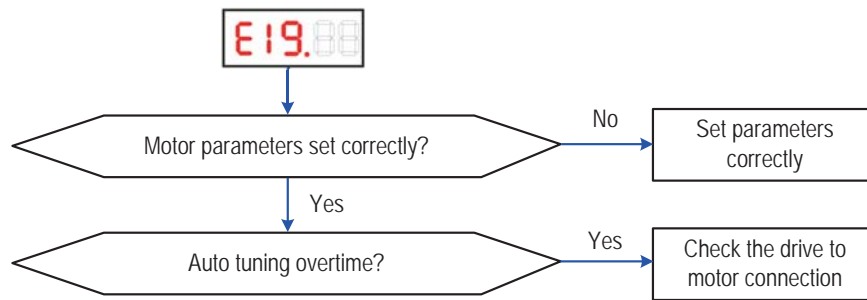 E19.
Motor parameters set correctly?
No
Set parameters
correctly
Yes
Auto tuning overtime?
Yes
Check the drive to
motor connection